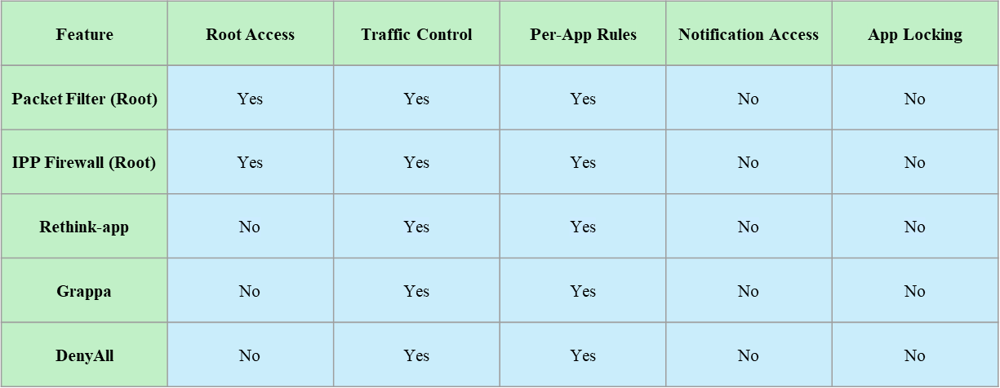 Feature Root Access Traffic Control Per-App Rules Notification Access App Locking
Packet Filter (Root) Yes Yes Yes No No
IPP Firewall (Root) Yes Yes Yes No No
Rethink-app No Yes Yes No No
Grappa No Yes Yes No No
DenyAll No Yes Yes No No